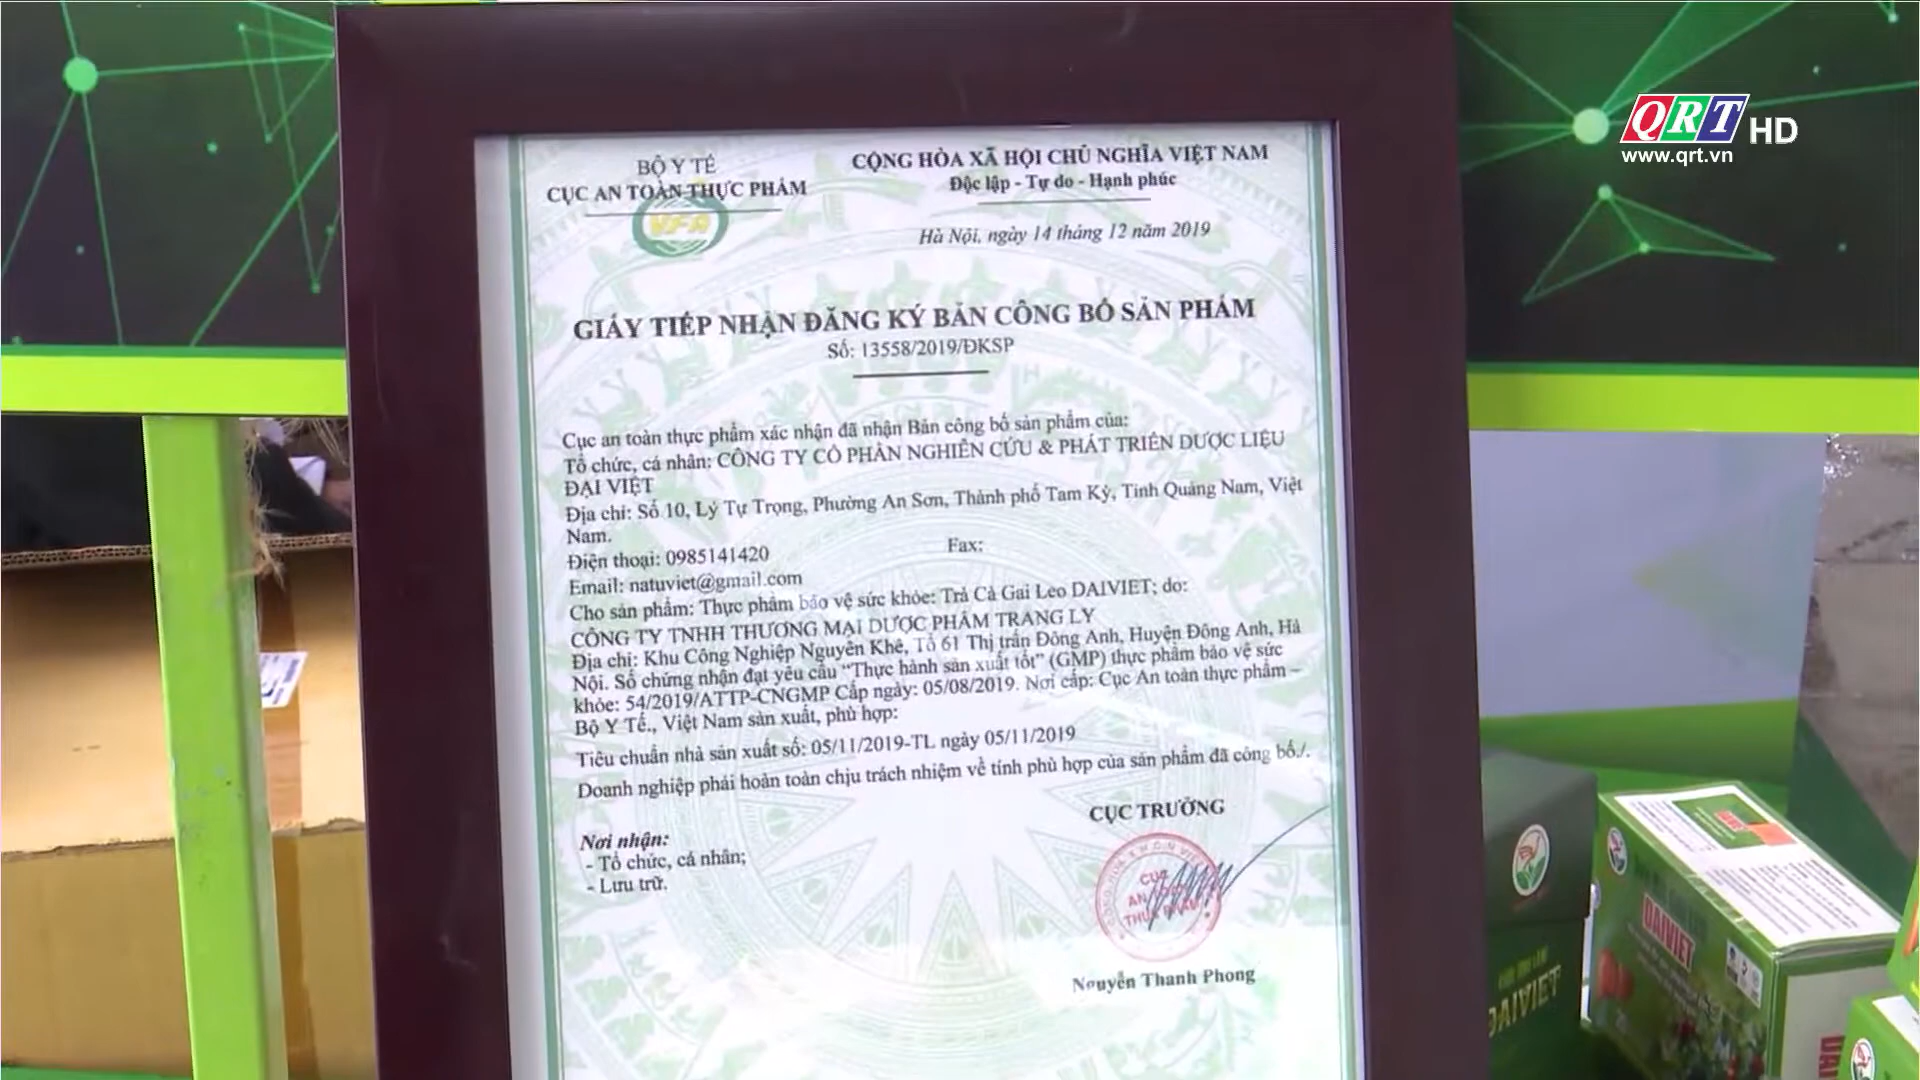 QRT HD
www.qrt.vn
BỘ Y TẾ
CỤC AN TOÀN THỰC PHẨM
VFA
CỘNG HÒA XÃ HỘI CHỦ NGHĨA VIỆT NAM
Độc lập - Tự do - Hạnh phúc
Hà Nội, ngày 14 tháng 12 năm 2019
GIẤY TIẾP NHẬN ĐĂNG KÝ BẢN CÔNG BỐ SẢN PHẨM
Số: 13558/2019/ĐKSP
Cục an toàn thực phẩm xác nhận đã nhận Bản công bố sản phẩm của:
Tổ chức, cá nhân: CÔNG TY CỔ PHẦN NGHIÊN CỨU & PHÁT TRIỂN DƯỢC LIỆU
ĐẠI VIỆT
Địa chỉ: Số 10, Lý Tự Trọng, Phường An Sơn, Thành phố Tam Kỳ, Tỉnh Quảng Nam, Việt
Nam.
Điện thoại: 0985141420 Fax:
Email: natuviet@gmail.com
Cho sản phẩm: Thực phẩm bảo vệ sức khỏe: Trà Cà Gai Leo DAIVIET; do:
CÔNG TY TNHH THƯƠNG MẠI DƯỢC PHẨM TRANG LY
Địa chỉ: Khu Công Nghiệp Nguyên Khê, Tổ 61 Thị trấn Đông Anh, Huyện Đông Anh, Hà
Nội. Số chứng nhận đạt yêu cầu “Thực hành sản xuất tốt” (GMP) thực phẩm bảo vệ sức
khỏe: 54/2019/ATTP-CNGMP Cấp ngày: 05/08/2019. Nơi cấp: Cục An toàn thực phẩm –
Bộ Y Tế., Việt Nam sản xuất, phù hợp:
Tiêu chuẩn nhà sản xuất số: 05/11/2019-TL ngày 05/11/2019
Doanh nghiệp phải hoàn toàn chịu trách nhiệm về tính phù hợp của sản phẩm đã công bố./.
CỤC TRƯỞNG
Nơi nhận:
- Tổ chức, cá nhân;
- Lưu trữ.
CỤC
AN TOÀN
THỰC PHẨM
Nguyễn Thanh Phong
DAIVIET
DAIVIET